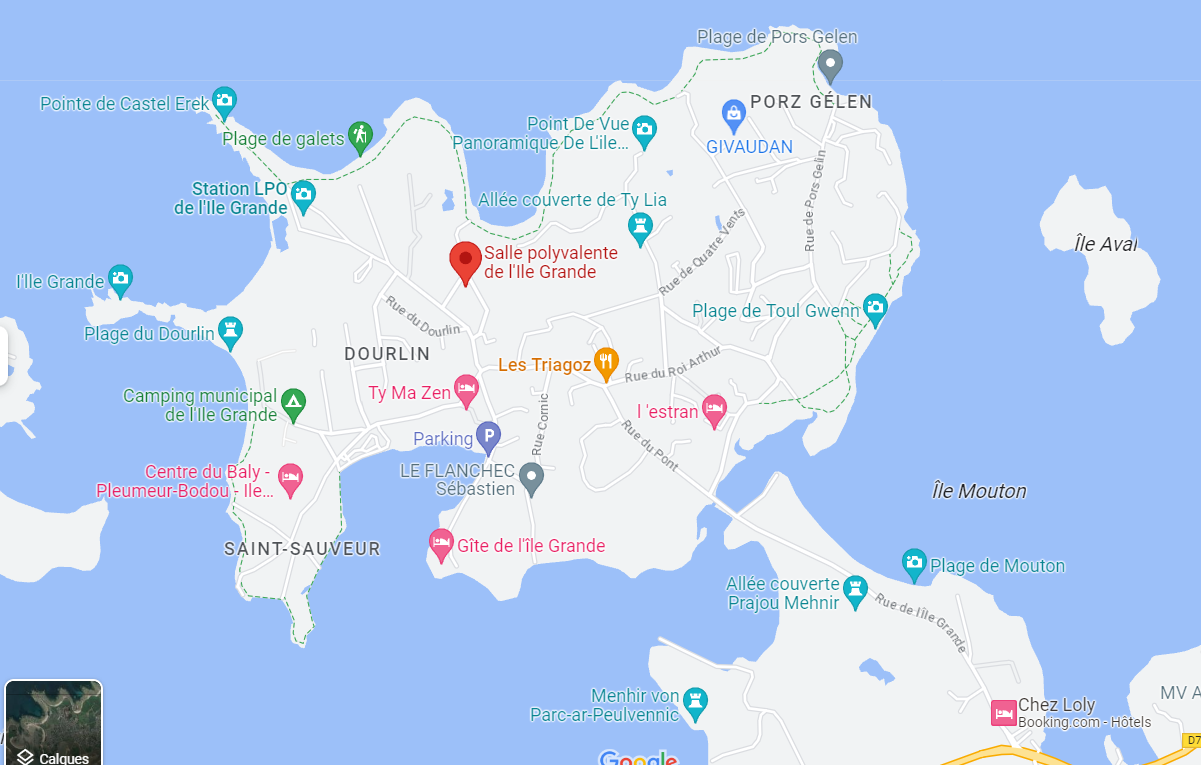 Plage de Pors Gelen
Pointe de Castel Erek
PORZ GÉLEN
Point De Vue
Panoramique De L'ile...
Plage de galets
GIVAUDAN
Station LPO
de l'Ile Grande
Allée couverte de Ty Lia
Rue de Pors Gelin
Rue de Quatre Vents
Île Aval
Salle polyvalente
de l'Ile Grande
I'lle Grande
Plage du Dourlin
Rue du Dourlin
Plage de Toul Gwenn
DOURLIN
Les Triagoz
Rue du Roi Arthur
Ty Ma Zen
Camping municipal
de l'Ile Grande
l 'estran
Rue Cornic
Parking
Rue du Pont
Centre du Baly -
Pleumeur-Bodou - Ile...
LE FLANCHEC
Sébastien
Île Mouton
SAINT-SAUVEUR
Gîte de l'île Grande
Plage de Mouton
Allée couverte
Prajou Mehnir
Rue de l'île Grande
Menhir von
Parc-ar-Peulvennic
Chez Loly
Booking.com - Hôtels
MV A
D7
Calques
Google